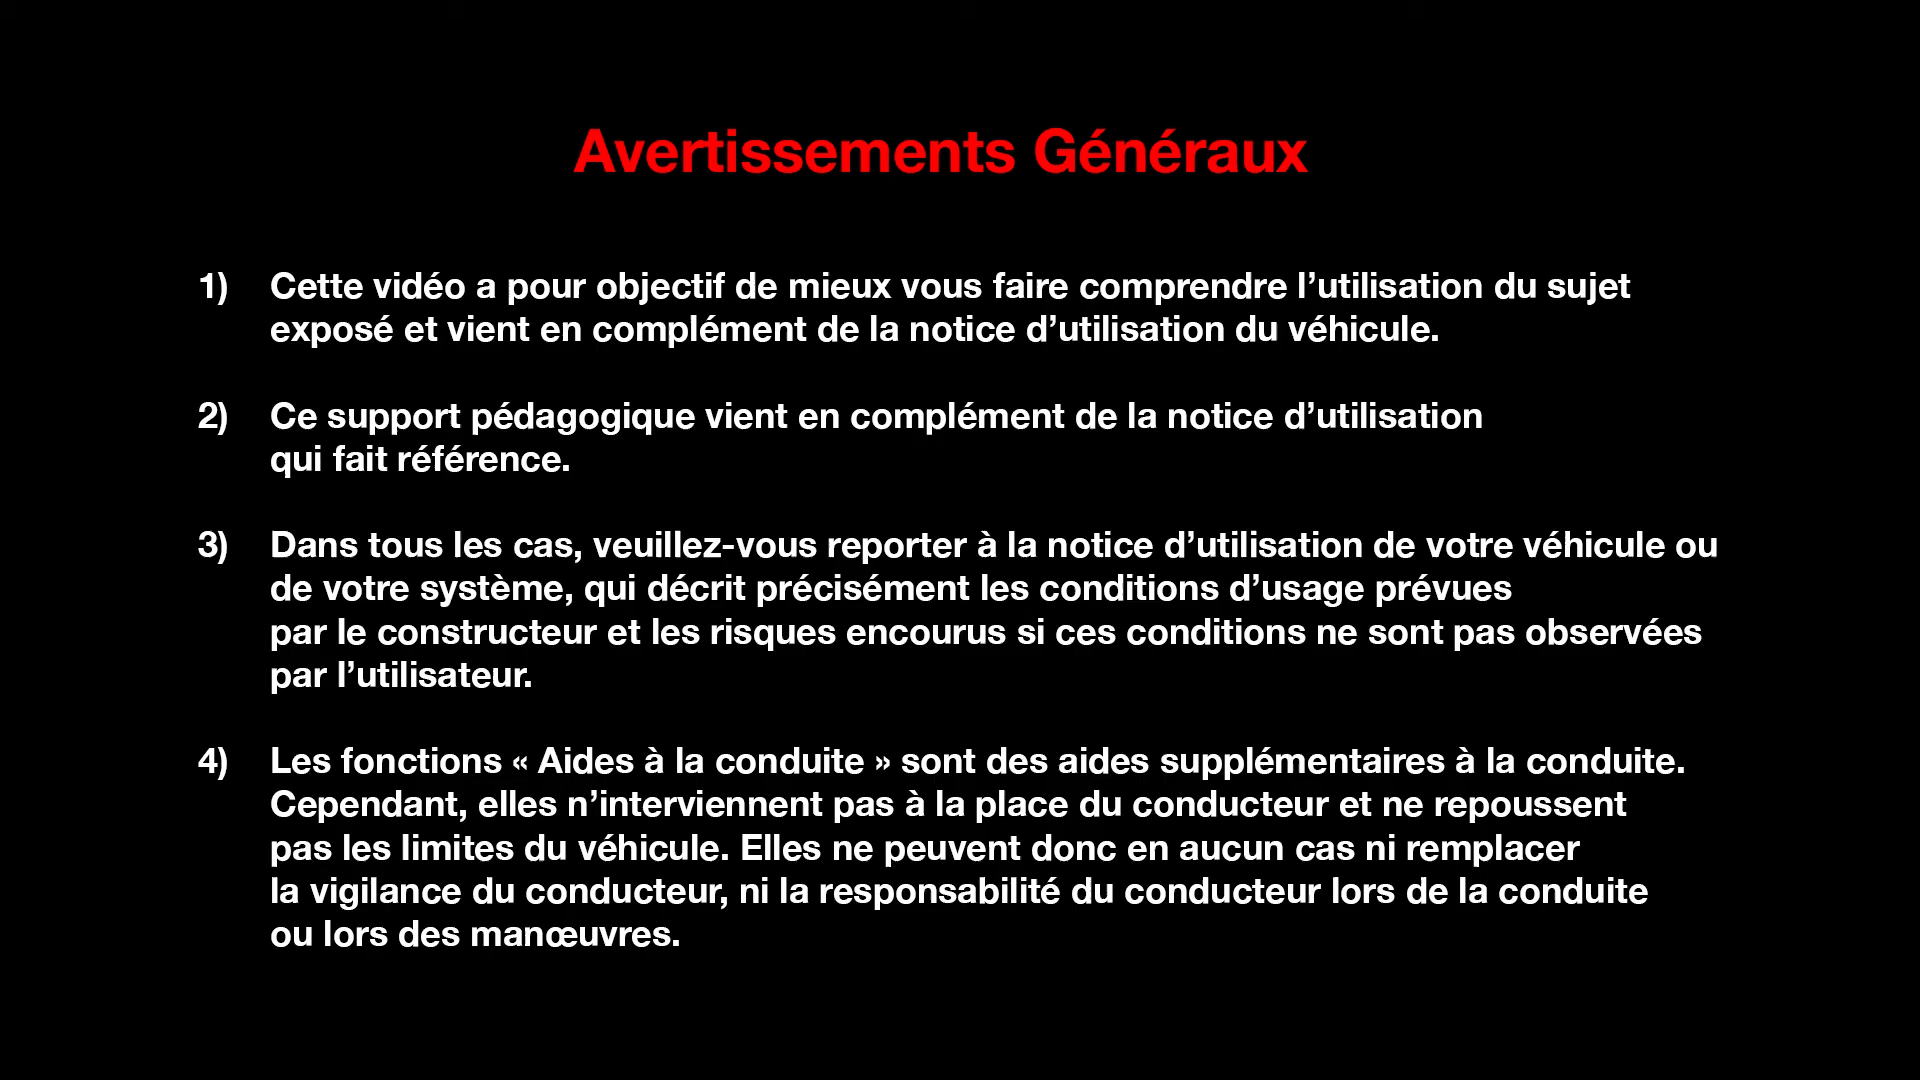 Avertissements Généraux
1) Cette vidéo a pour objectif de mieux vous faire comprendre l’utilisation du sujet
exposé et vient en complément de la notice d’utilisation du véhicule.
2) Ce support pédagogique vient en complément de la notice d’utilisation
qui fait référence.
3) Dans tous les cas, veuillez-vous reporter à la notice d’utilisation de votre véhicule ou
de votre système, qui décrit précisément les conditions d’usage prévues
par le constructeur et les risques encourus si ces conditions ne sont pas observées
par l’utilisateur.
4) Les fonctions « Aides à la conduite » sont des aides supplémentaires à la conduite.
Cependant, elles n’interviennent pas à la place du conducteur et ne repoussent
pas les limites du véhicule. Elles ne peuvent donc en aucun cas ni remplacer
la vigilance du conducteur, ni la responsabilité du conducteur lors de la conduite
ou lors des manœuvres.